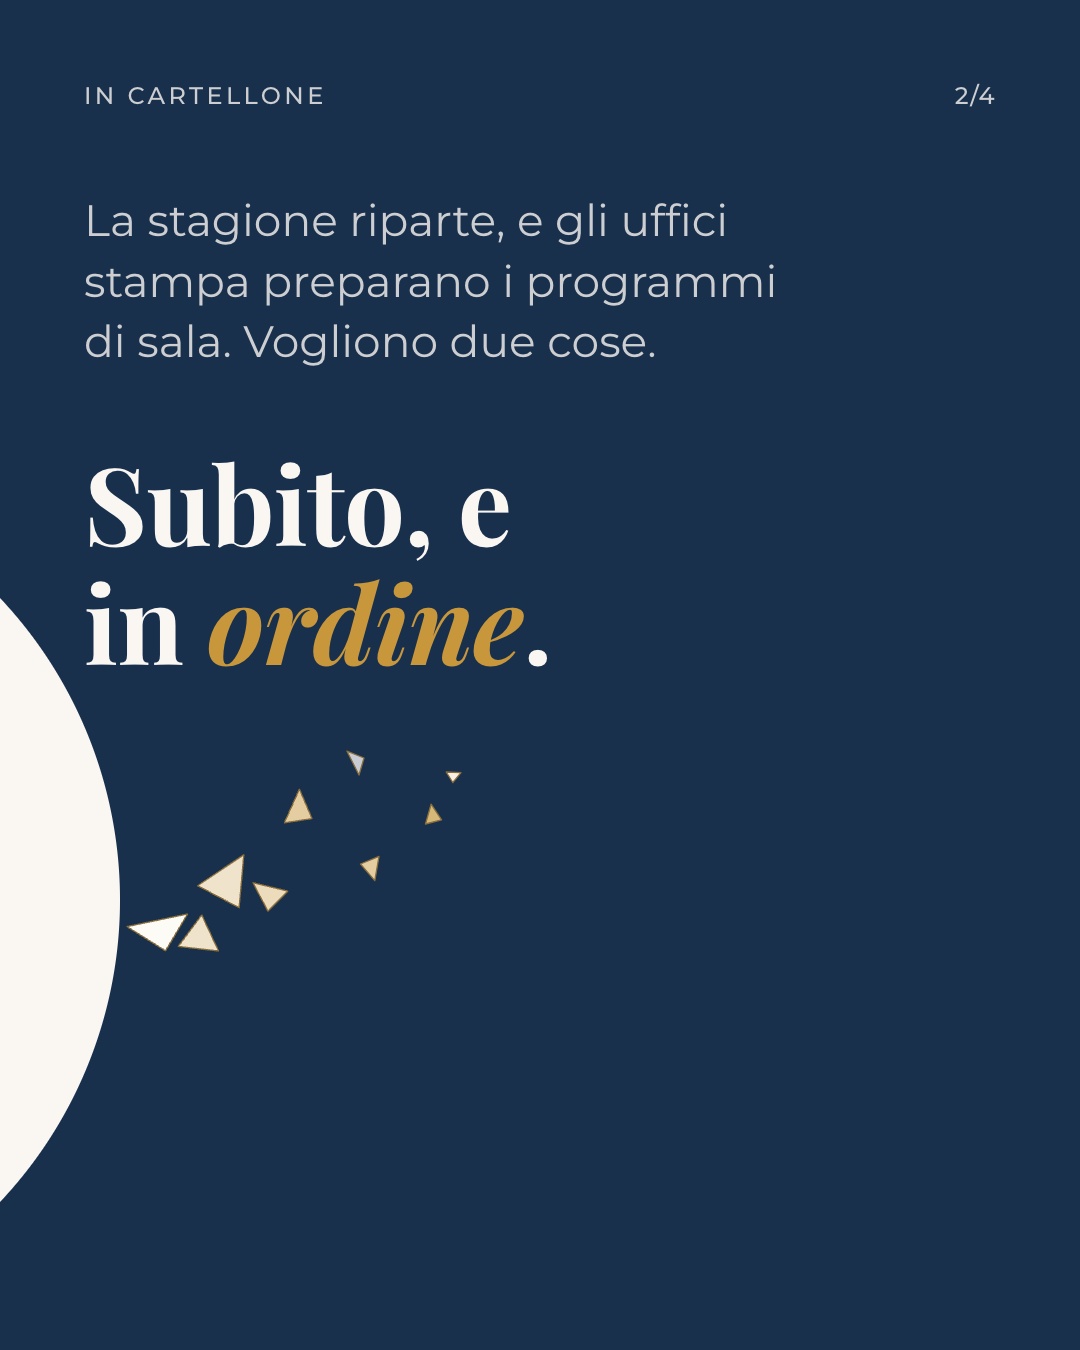 IN CARTELLONE
2/4
La stagione riparte, e gli uffici
stampa preparano i programmi
di sala. Vogliono due cose.
Subito, e
in ordine.